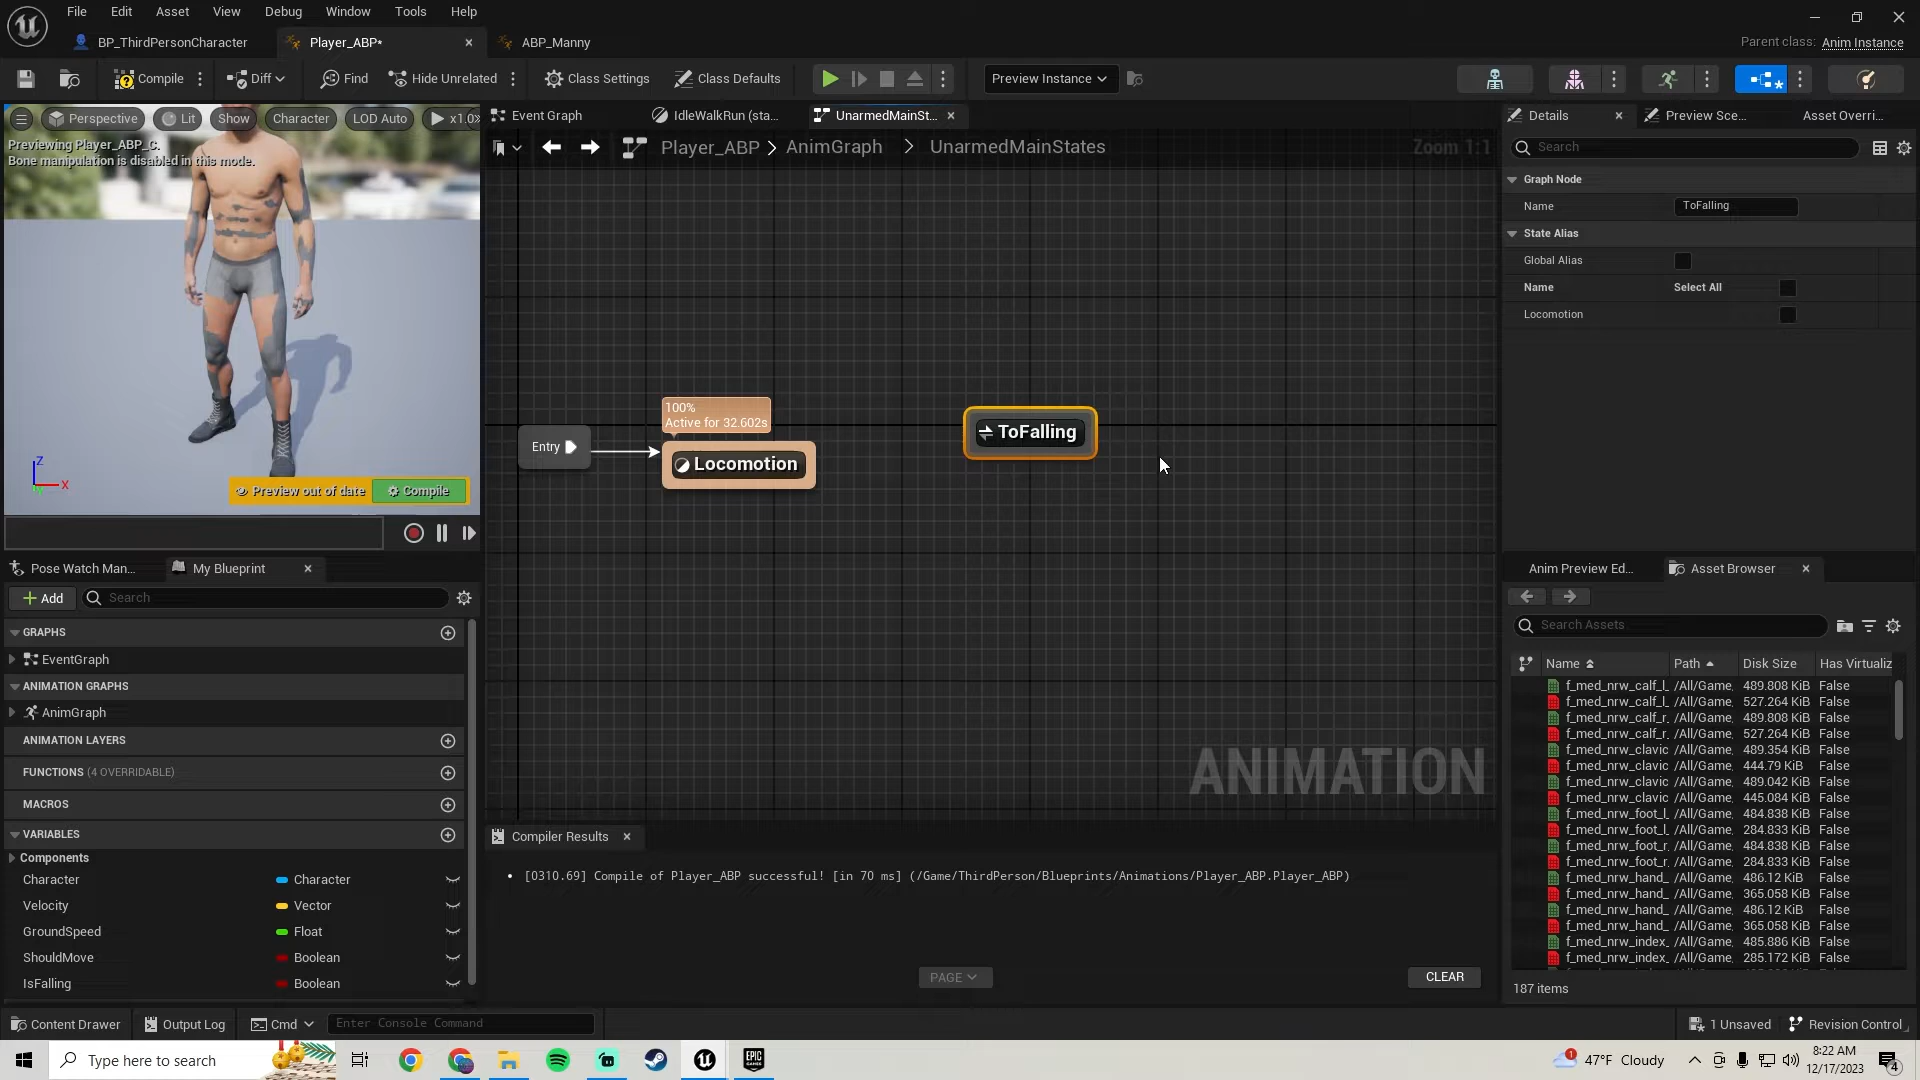 File Edit Asset View Debug Window Tools Help
BP_ThirdPersonCharacter
Player_ABP*
ABP_Manny
Parent class: Anim Instance
Compile
Diff
Find
Hide Unrelated
Class Settings
Class Defaults
Preview Instance
Perspective
Lit
Show
Character
LOD Auto
x1.0
Previewing Player_ABP_C.
Bone manipulation is disabled in this mode.
Z
X
Preview out of date
Compile
Event Graph
IdleWalkRun (sta...
UnarmedMainSt...
Player_ABP > AnimGraph > UnarmedMainStates
Zoom 1:1
100%
Active for 32.602s
Entry
Locomotion
ToFalling
ANIMATION
Compiler Results
• [0310.69] Compile of Player_ABP successful! [in 70 ms] (/Game/ThirdPerson/Blueprints/Animations/Player_ABP.Player_ABP)
PAGE
CLEAR
Pose Watch Man...
My Blueprint
Add
Search
GRAPHS
EventGraph
ANIMATION GRAPHS
AnimGraph
ANIMATION LAYERS
FUNCTIONS (4 OVERRIDABLE)
MACROS
VARIABLES
Components
Character Character
Velocity Vector
GroundSpeed Float
ShouldMove Boolean
IsFalling Boolean
Details
Preview Sce...
Asset Overri...
Search
Graph Node
Name ToFalling
State Alias
Global Alias
Name Select All
Locomotion
Anim Preview Ed...
Asset Browser
Search Assets
Name Path Disk Size Has Virtualiz
f_med_nrw_calf_l_ /All/Game, 489.808 KiB False
f_med_nrw_calf_l_ /All/Game, 527.264 KiB False
f_med_nrw_calf_r_ /All/Game, 489.808 KiB False
f_med_nrw_calf_r_ /All/Game, 527.264 KiB False
f_med_nrw_clavic /All/Game, 489.354 KiB False
f_med_nrw_clavic /All/Game, 444.79 KiB False
f_med_nrw_clavic /All/Game, 489.042 KiB False
f_med_nrw_clavic /All/Game, 445.084 KiB False
f_med_nrw_foot_l_ /All/Game, 484.838 KiB False
f_med_nrw_foot_l_ /All/Game, 284.833 KiB False
f_med_nrw_foot_r_ /All/Game, 484.838 KiB False
f_med_nrw_foot_r_ /All/Game, 284.833 KiB False
f_med_nrw_hand_ /All/Game, 486.12 KiB False
f_med_nrw_hand_ /All/Game, 365.058 KiB False
f_med_nrw_hand_ /All/Game, 486.12 KiB False
f_med_nrw_hand_ /All/Game, 365.058 KiB False
f_med_nrw_index_ /All/Game, 485.886 KiB False
f_med_nrw_index_ /All/Game, 285.172 KiB False
187 items
Content Drawer
Output Log
Cmd
Enter Console Command
1 Unsaved
Revision Control
Type here to search
EPIC
GAMES
1
47°F Cloudy
8:22 AM
12/17/2023
4